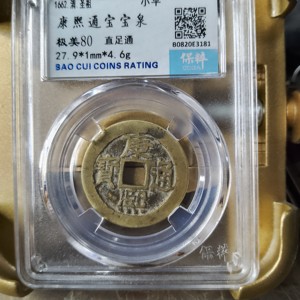 1662 清 圣祖
小平
康熙通宝宝泉
极美80 直足通
27.9*1mm*4.6g
BAO CUI COINS RATING
B0820E3181
保粹
康熙通寶
保粹